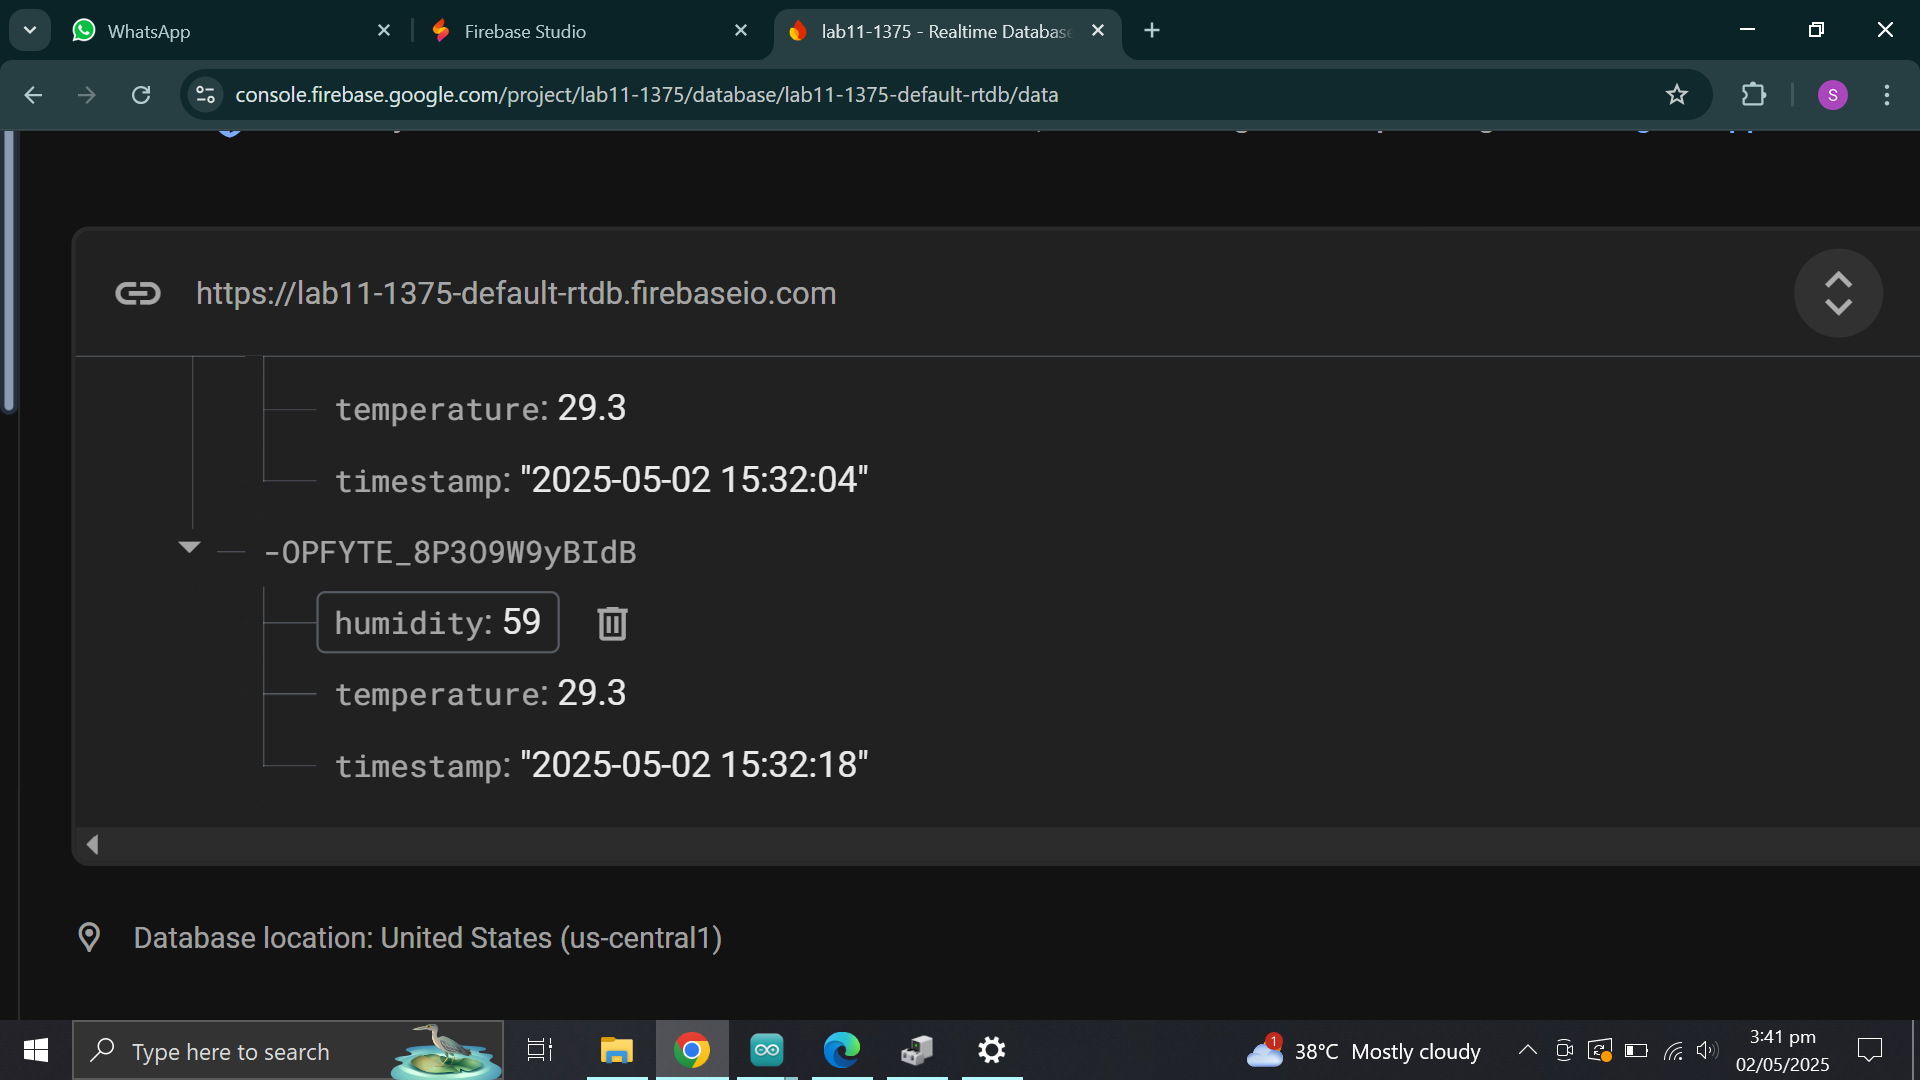 WhatsApp
Firebase Studio
lab11-1375 - Realtime Database
console.firebase.google.com/project/lab11-1375/database/lab11-1375-default-rtdb/data
S
https://lab11-1375-default-rtdb.firebaseio.com
temperature: 29.3
timestamp: "2025-05-02 15:32:04"
-OPFYTE_8P3O9W9yBIdB
humidity: 59
temperature: 29.3
timestamp: "2025-05-02 15:32:18"
Database location: United States (us-central1)
Type here to search
1
38°C Mostly cloudy
3:41 pm
02/05/2025